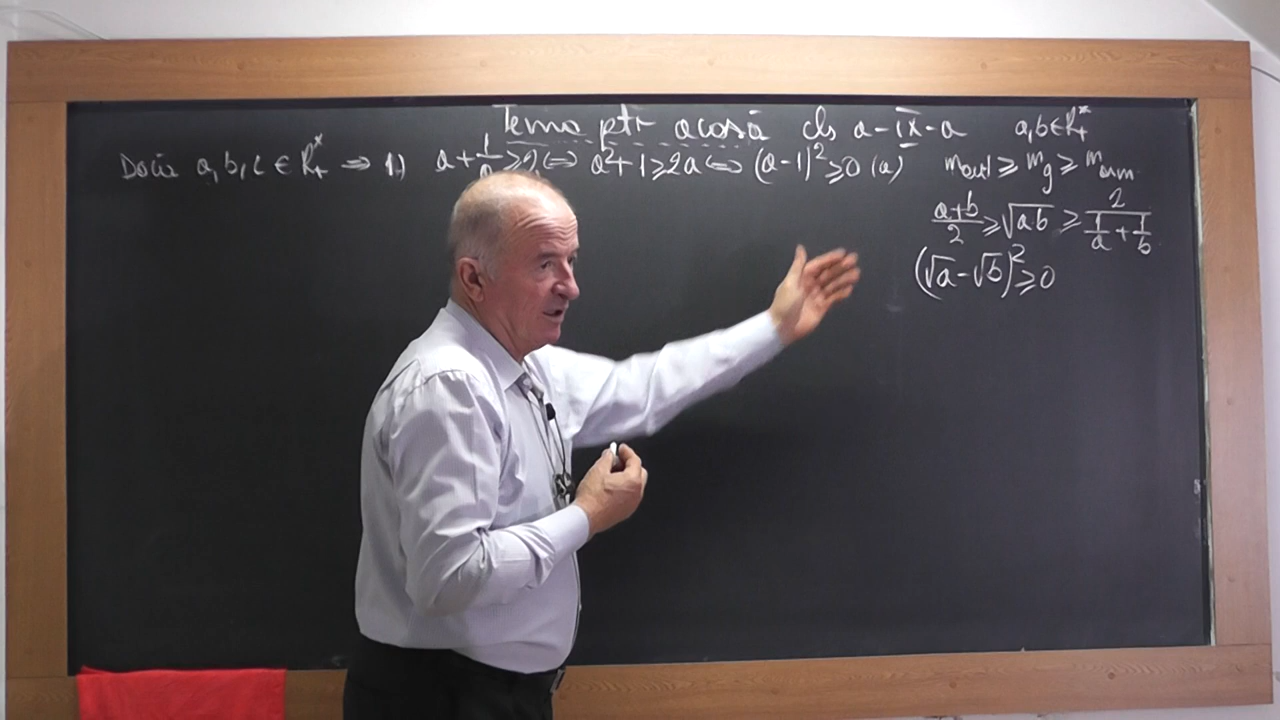 Tema ptr acasă cls a-IX-a
Dacă a,b,c ∈ R₊* ⇒ 1) a+1/a ≥ 2 ⇔ a²+1 ≥ 2a ⇔ (a-1)² ≥ 0 (a)
a,b ∈ R₊*
m_arit ≥ m_g ≥ m_arm
(a+b)/2 ≥ √ab ≥ 2/(1/a + 1/b)
(√a - √b)² ≥ 0